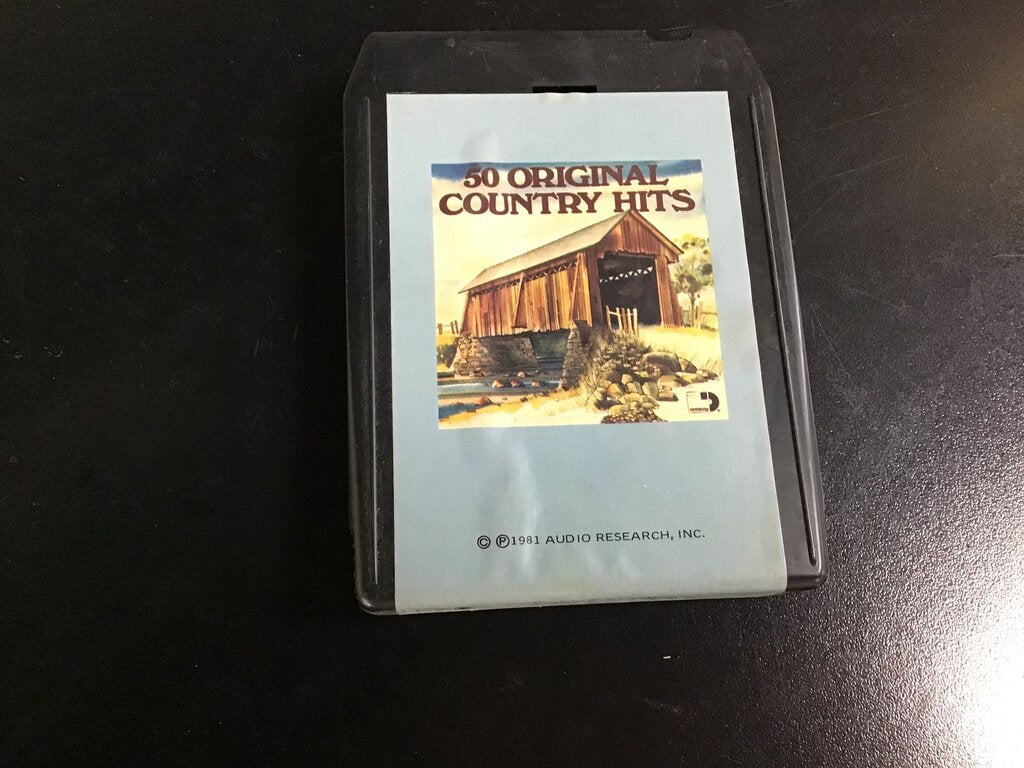 50 ORIGINAL
COUNTRY HITS
© ℗1981 AUDIO RESEARCH, INC.